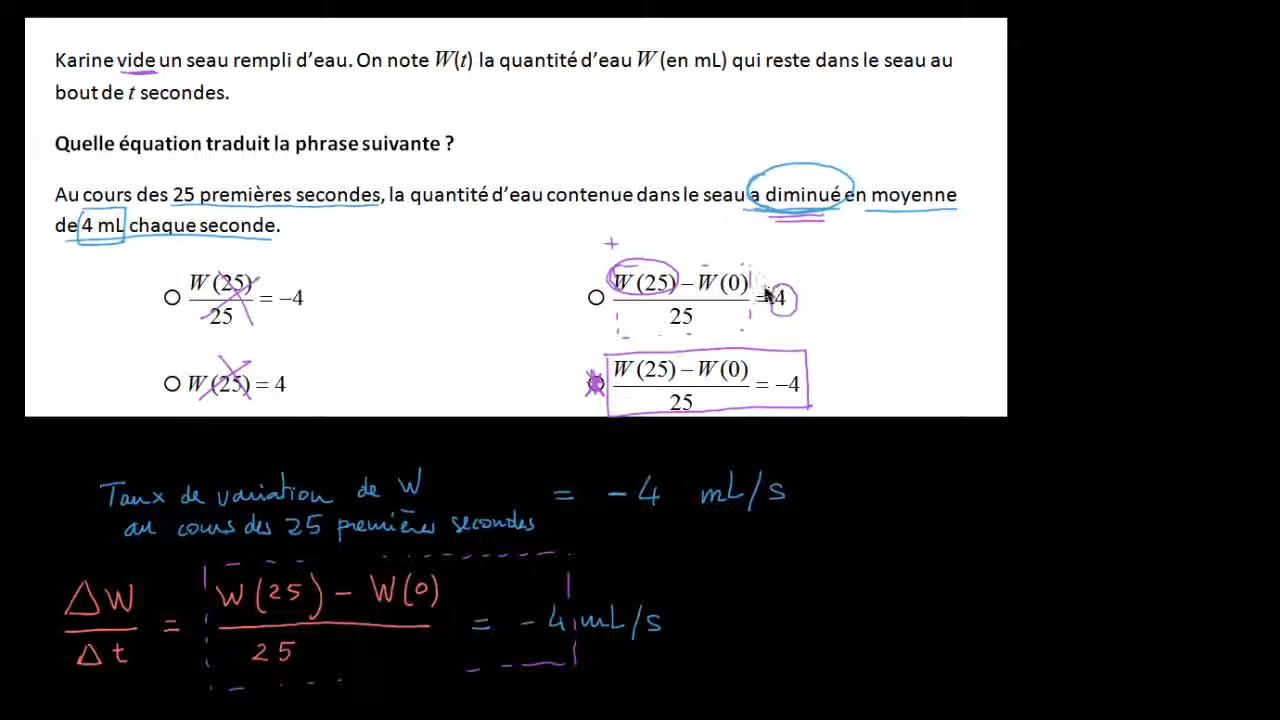 Karine vide un seau rempli d'eau. On note W(t) la quantité d'eau W (en mL) qui reste dans le seau au
bout de t secondes.
Quelle équation traduit la phrase suivante ?
Au cours des 25 premières secondes, la quantité d'eau contenue dans le seau a diminué en moyenne
de 4 mL chaque seconde.
+
W(25)/25 = −4
(W(25) − W(0))/25 = 4
W(25) = 4
(W(25) − W(0))/25 = −4
Taux de variation de W
au cours des 25 premières secondes = −4 mL/s
ΔW/Δt = (W(25) − W(0))/25 = −4 mL/s